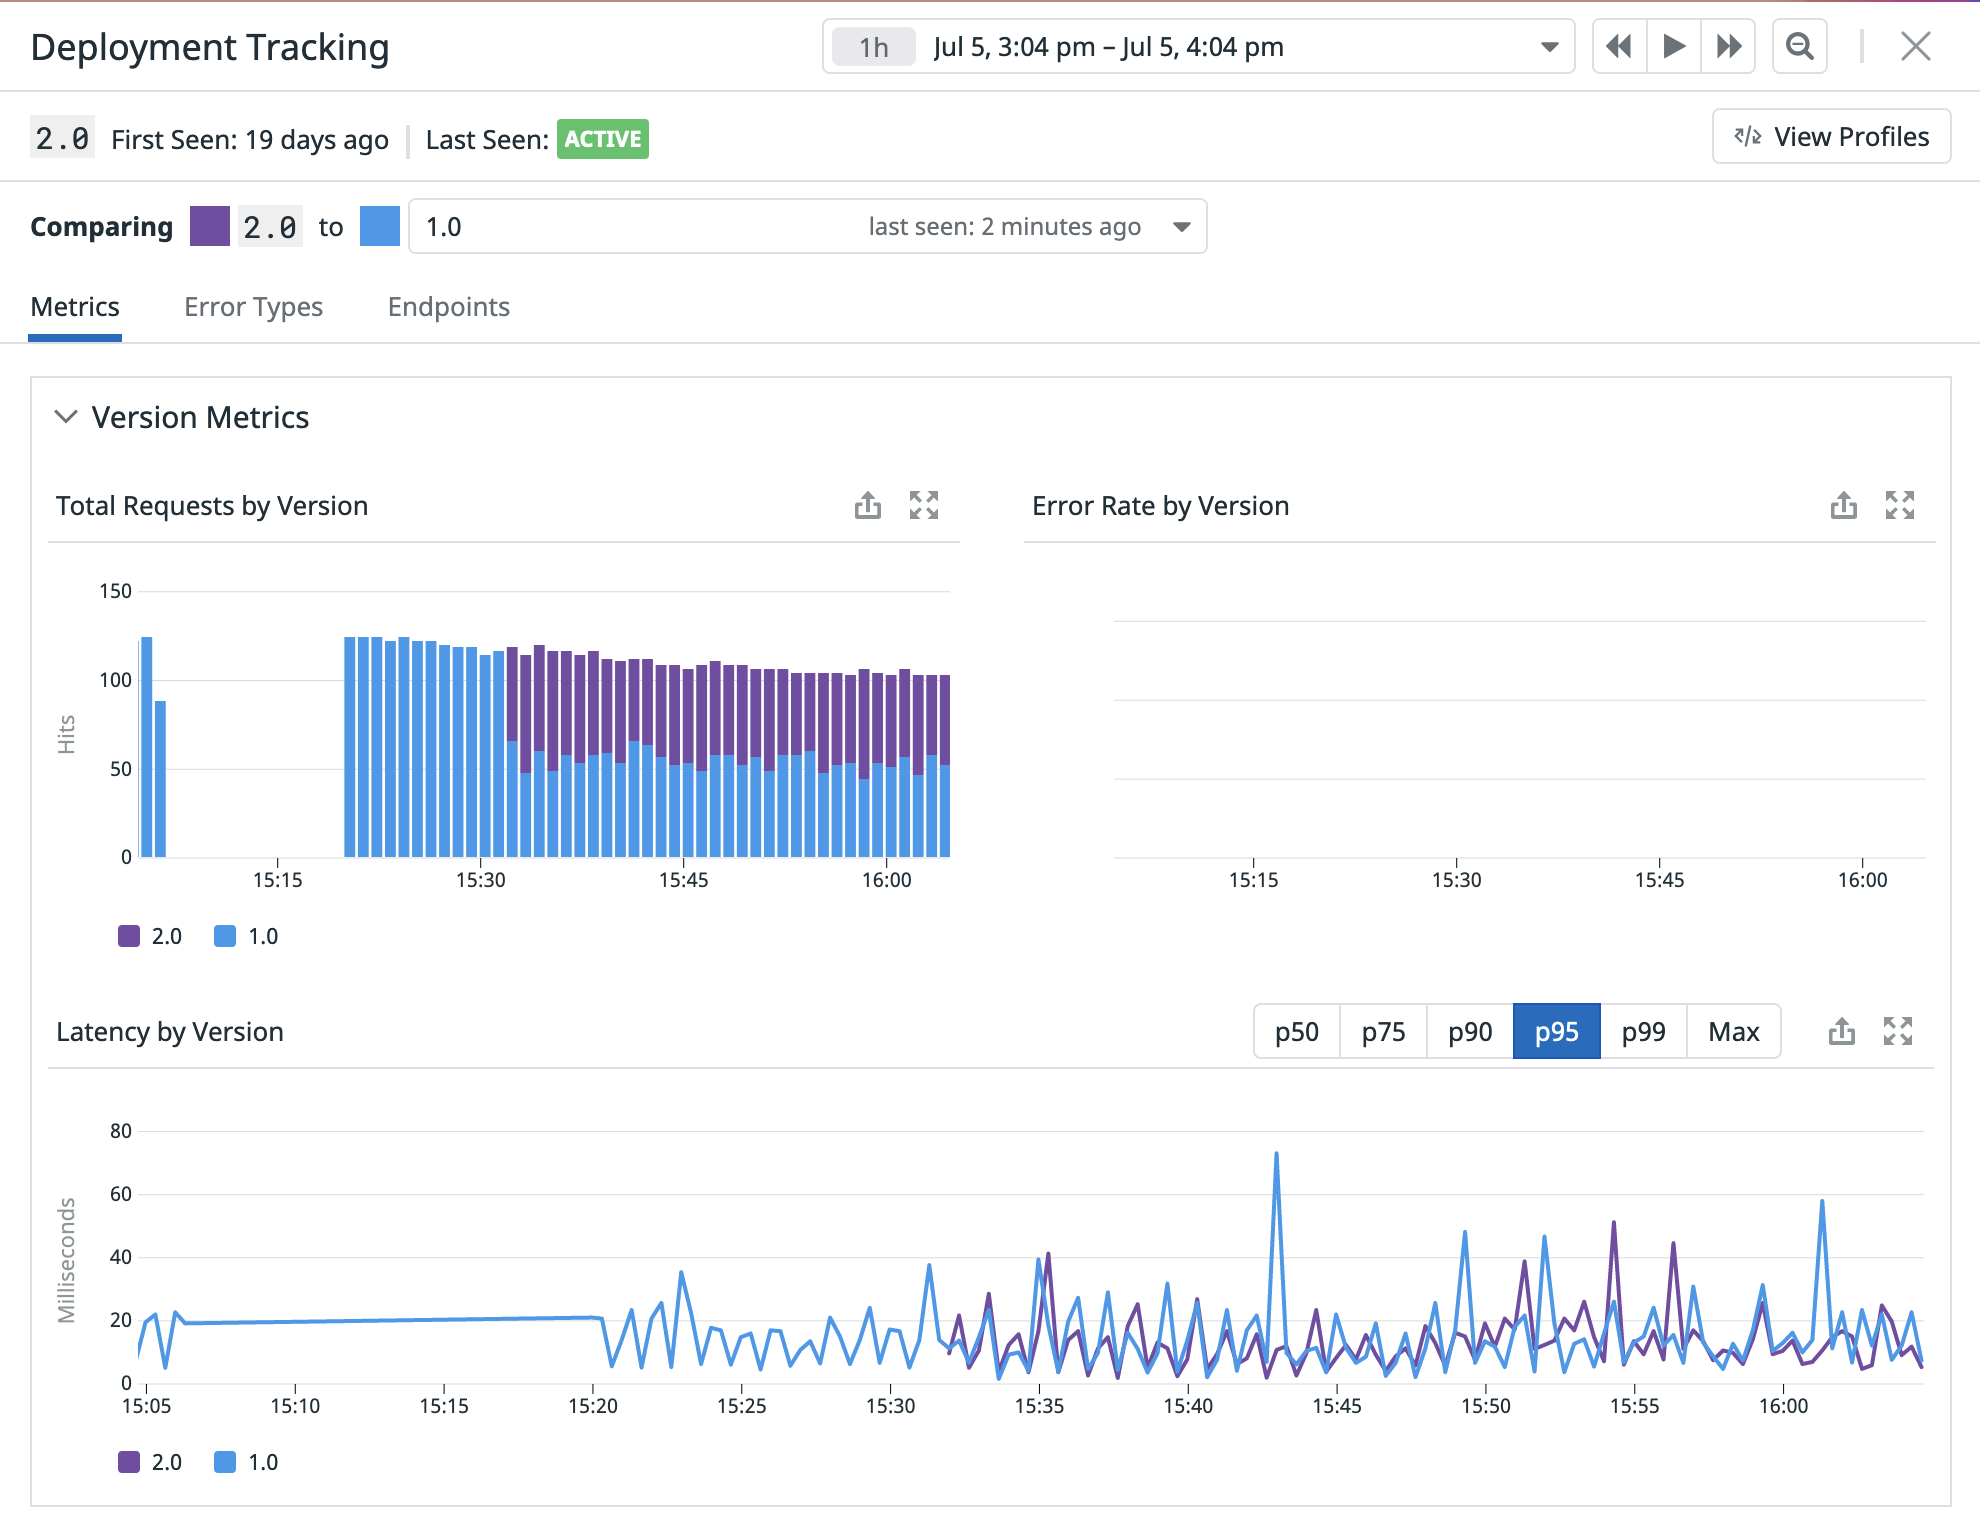 Deployment Tracking
1h Jul 5, 3:04 pm – Jul 5, 4:04 pm
2.0 First Seen: 19 days ago Last Seen: ACTIVE
View Profiles
Comparing 2.0 to 1.0 last seen: 2 minutes ago
Metrics Error Types Endpoints
Version Metrics
Total Requests by Version
150
100
50
0
Hits
15:15 15:30 15:45 16:00
2.0 1.0
Error Rate by Version
15:15 15:30 15:45 16:00
Latency by Version
p50 p75 p90 p95 p99 Max
80
60
40
20
0
Milliseconds
15:05 15:10 15:15 15:20 15:25 15:30 15:35 15:40 15:45 15:50 15:55 16:00
2.0 1.0